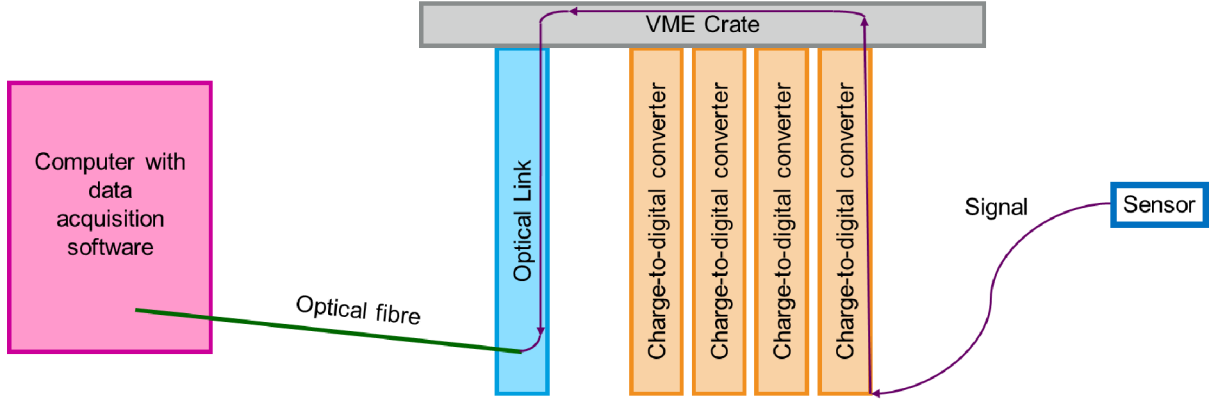 VME Crate
Computer with
data
acquisition
software
Optical fibre
Optical Link
Charge-to-digital converter
Charge-to-digital converter
Charge-to-digital converter
Charge-to-digital converter
Signal
Sensor